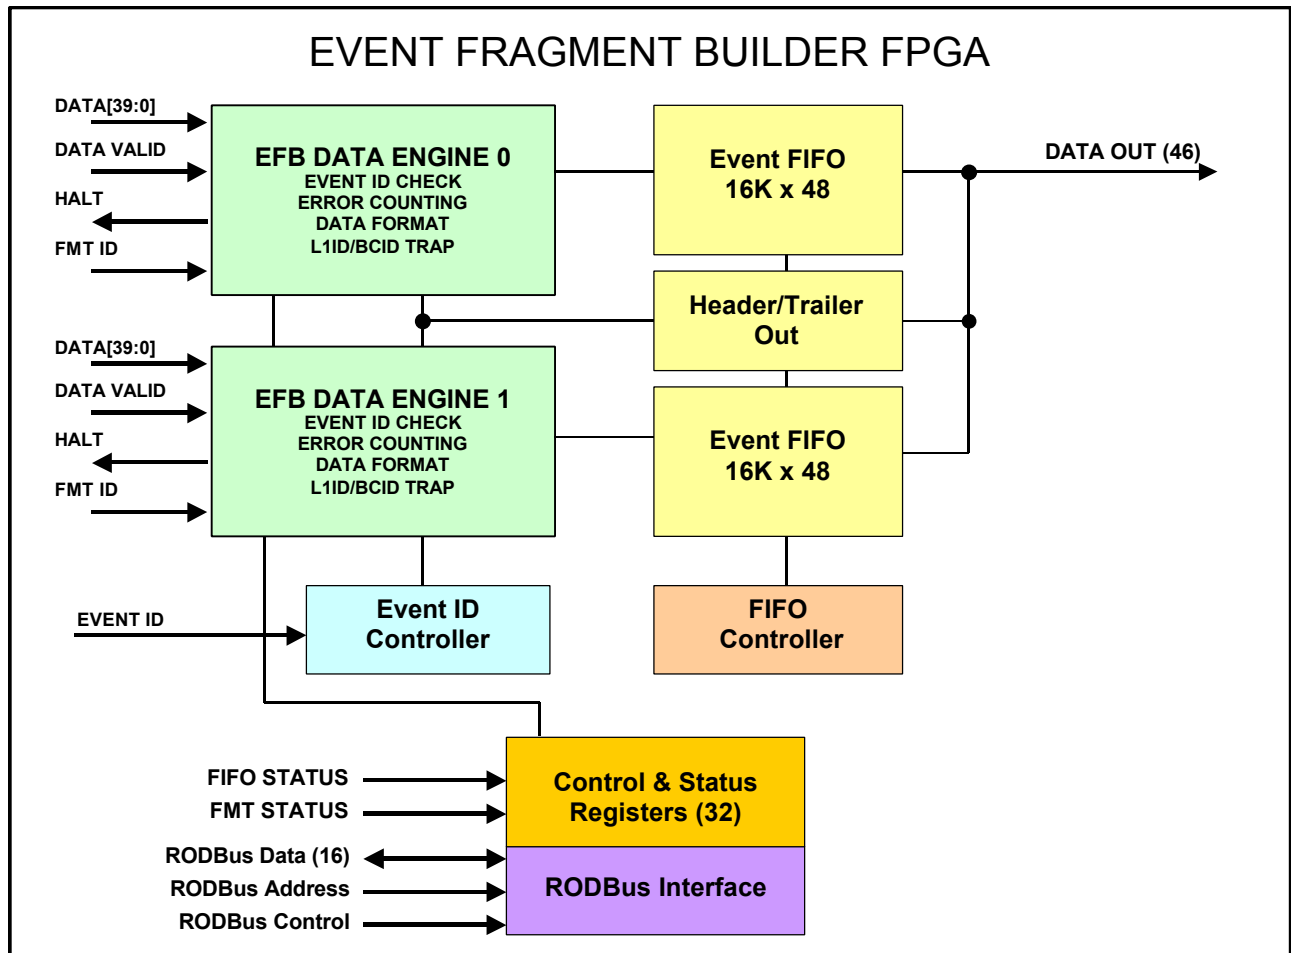 EVENT FRAGMENT BUILDER FPGA
DATA[39:0]
DATA VALID
HALT
FMT ID
EFB DATA ENGINE 0
EVENT ID CHECK
ERROR COUNTING
DATA FORMAT
L1ID/BCID TRAP
Event FIFO
16K x 48
DATA OUT (46)
Header/Trailer
Out
DATA[39:0]
DATA VALID
HALT
FMT ID
EFB DATA ENGINE 1
EVENT ID CHECK
ERROR COUNTING
DATA FORMAT
L1ID/BCID TRAP
Event FIFO
16K x 48
EVENT ID
Event ID
Controller
FIFO
Controller
FIFO STATUS
FMT STATUS
Control & Status
Registers (32)
RODBus Data (16)
RODBus Address
RODBus Control
RODBus Interface